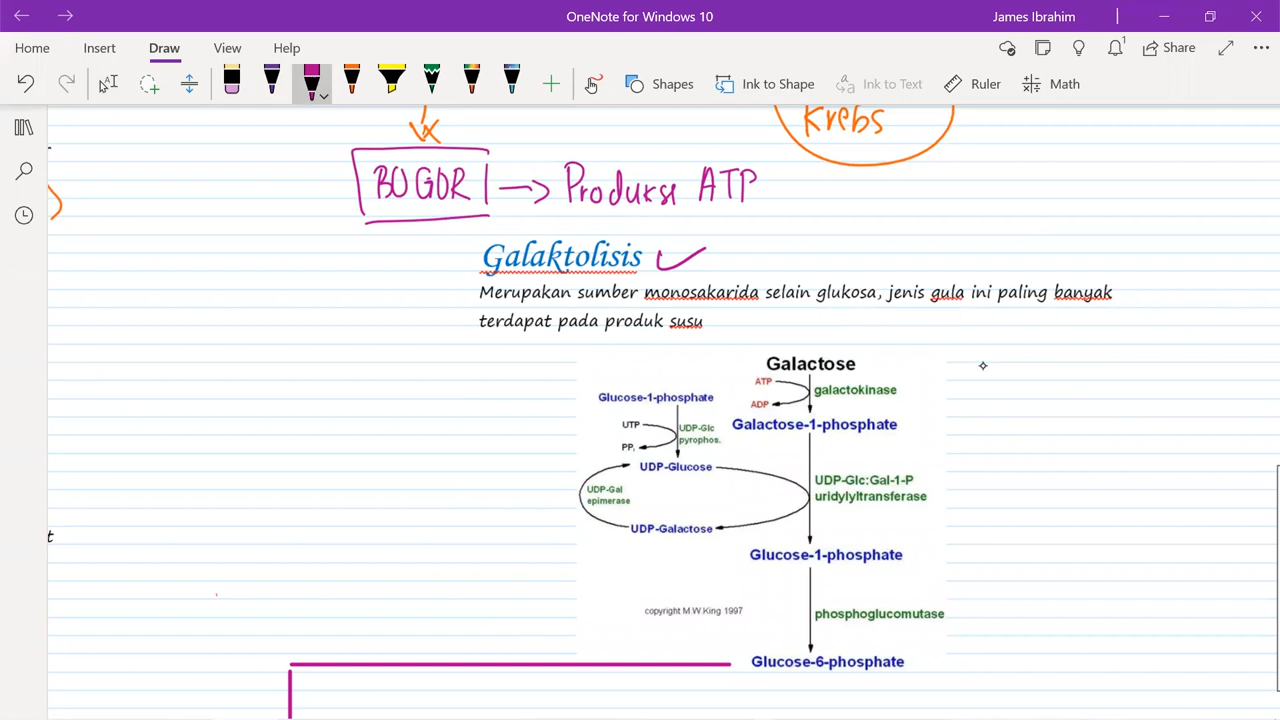 OneNote for Windows 10
James Ibrahim
Home Insert Draw View Help
1
Share
Shapes Ink to Shape Ink to Text Ruler Math
Krebs
BOGOR → Produksi ATP
Galaktolisis
Merupakan sumber monosakarida selain glukosa, jenis gula ini paling banyak
terdapat pada produk susu
Galactose
ATP
galactokinase
ADP
Glucose-1-phosphate
Galactose-1-phosphate
UTP
UDP-Glc
pyrophos.
PPi
UDP-Glucose
UDP-Glc:Gal-1-P
uridylyltransferase
UDP-Gal
epimerase
UDP-Galactose
Glucose-1-phosphate
t
copyright M.W King 1997
phosphoglucomutase
Glucose-6-phosphate